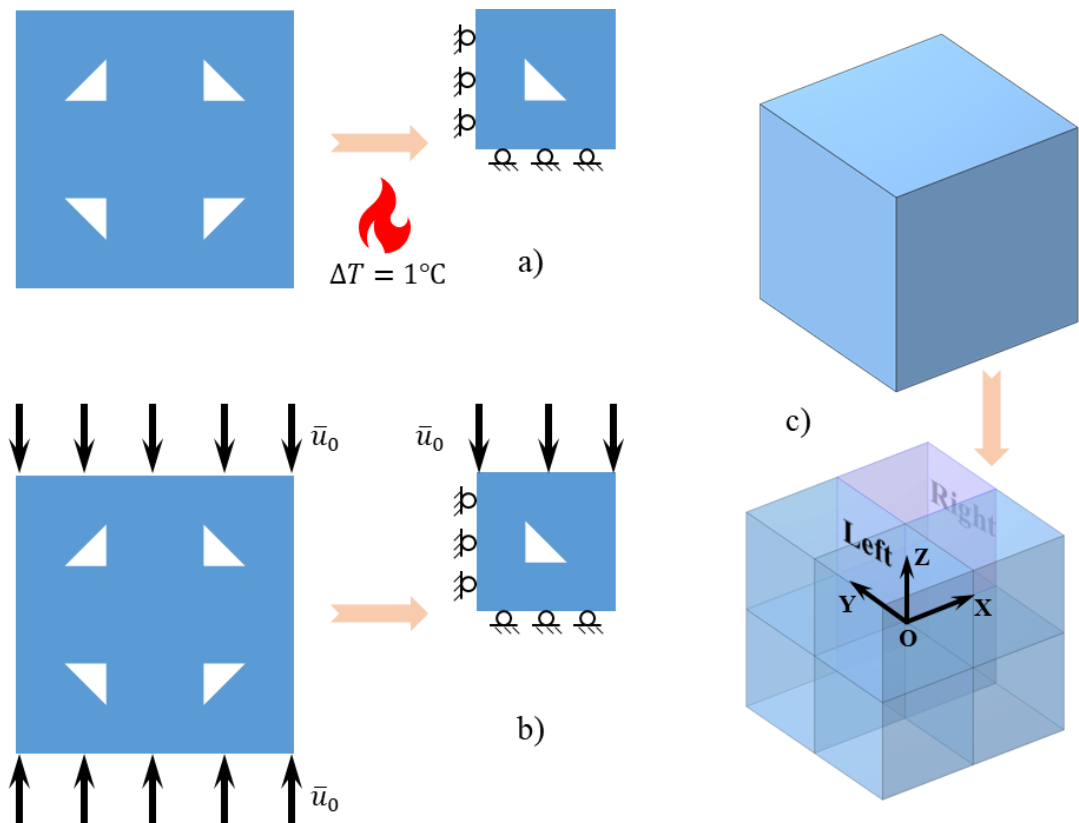 ΔT = 1°C
a)
ū₀
ū₀
ū₀
b)
c)
Left
Right
Z
Y
X
O